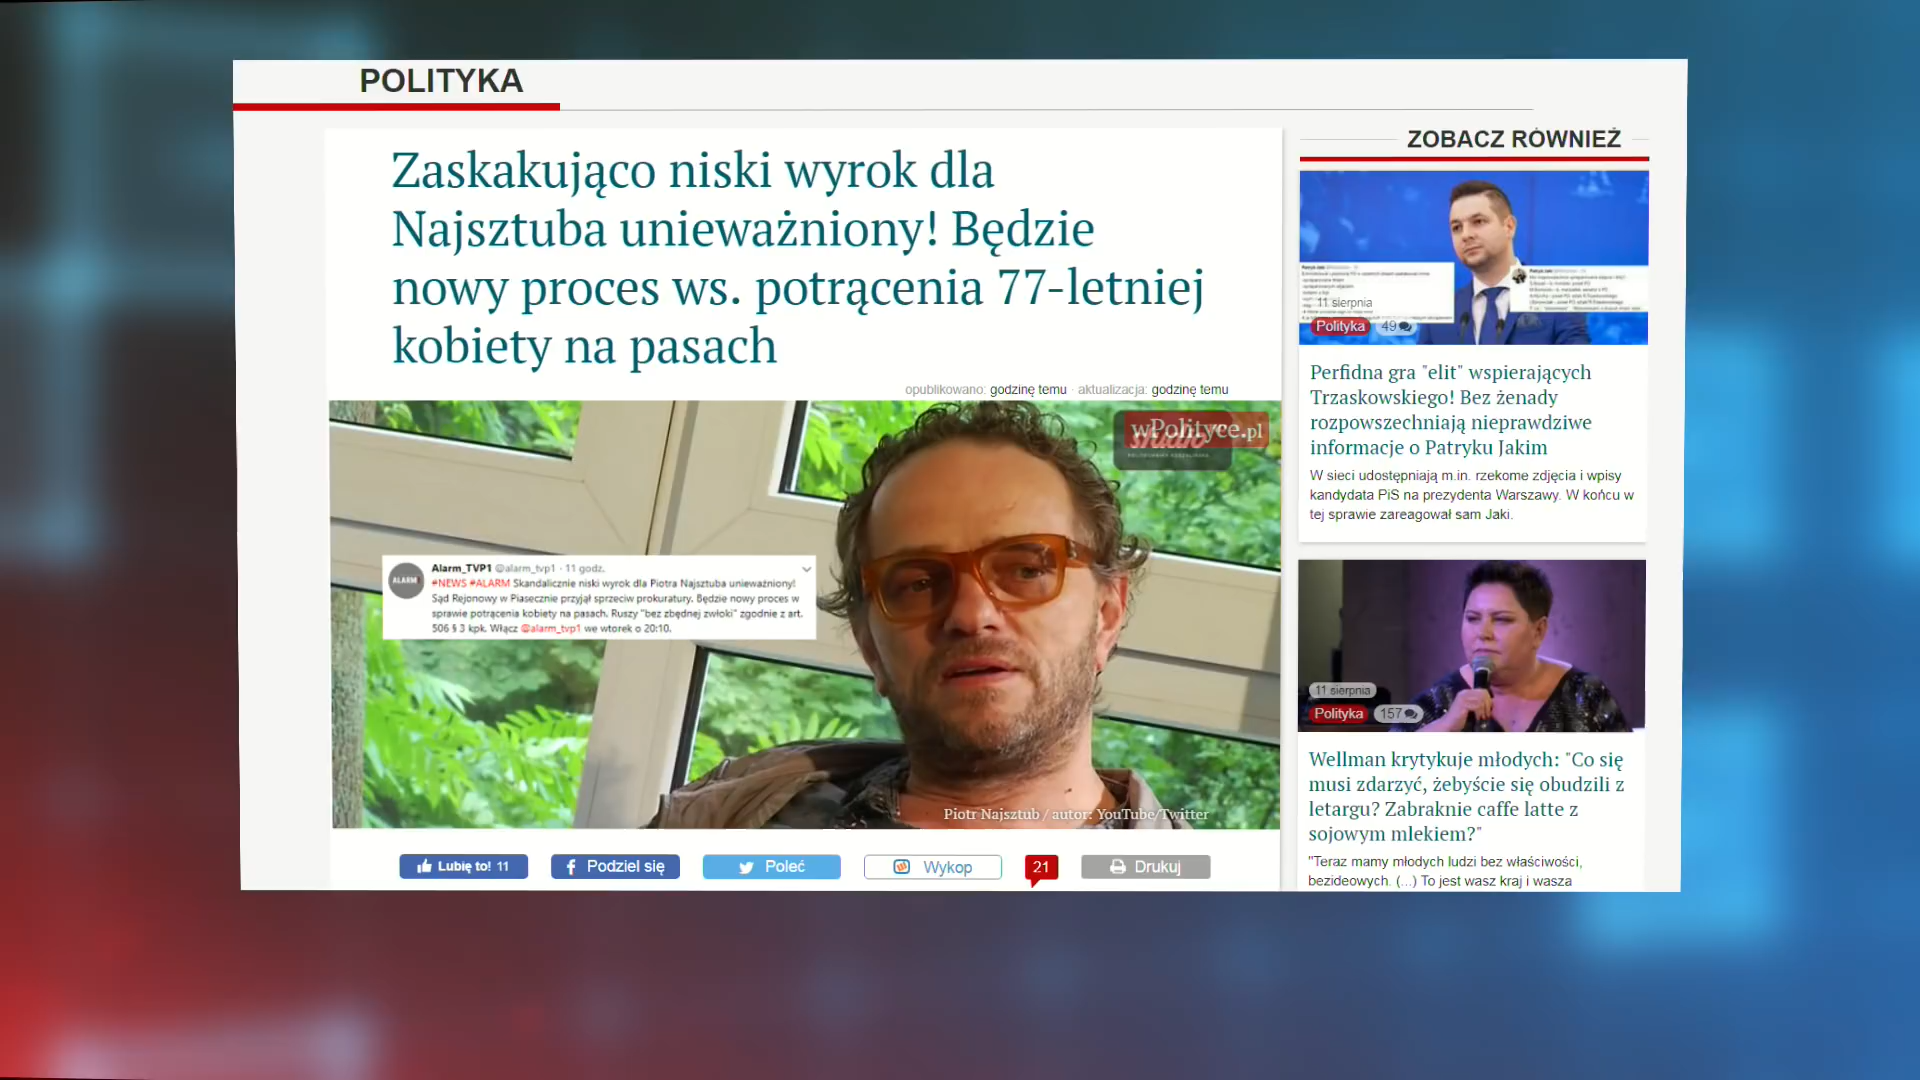 POLITYKA
Zaskakująco niski wyrok dla
Najsztuba unieważniony! Będzie
nowy proces ws. potrącenia 77-letniej
kobiety na pasach
opublikowano: godzinę temu · aktualizacja: godzinę temu
wPolityce.pl
studio
ALARM!
Alarm_TVP1 @alarm_tvp1 · 11 godz.
#NEWS #ALARM Skandalicznie niski wyrok dla Piotra Najsztuba unieważniony!
Sąd Rejonowy w Piasecznie przyjął sprzeciw prokuratury. Będzie nowy proces w
sprawie potrącenia kobiety na pasach. Ruszy "bez zbędnej zwłoki" zgodnie z art.
506 § 3 kpk. Włącz @alarm_tvp1 we wtorek o 20:10.
Piotr Najsztub / autor: YouTube/Twitter
Lubię to! 11
Podziel się
Poleć
Wykop
21
Drukuj
ZOBACZ RÓWNIEŻ
11 sierpnia
Polityka 49
Perfidna gra "elit" wspierających
Trzaskowskiego! Bez żenady
rozpowszechniają nieprawdziwe
informacje o Patryku Jakim
W sieci udostępniają m.in. rzekome zdjęcia i wpisy
kandydata PiS na prezydenta Warszawy. W końcu w
tej sprawie zareagował sam Jaki.
11 sierpnia
Polityka 157
Wellman krytykuje młodych: "Co się
musi zdarzyć, żebyście się obudzili z
letargu? Zabraknie caffe latte z
sojowym mlekiem?"
"Teraz mamy młodych ludzi bez właściwości,
bezideowych. (...) To jest wasz kraj i wasza